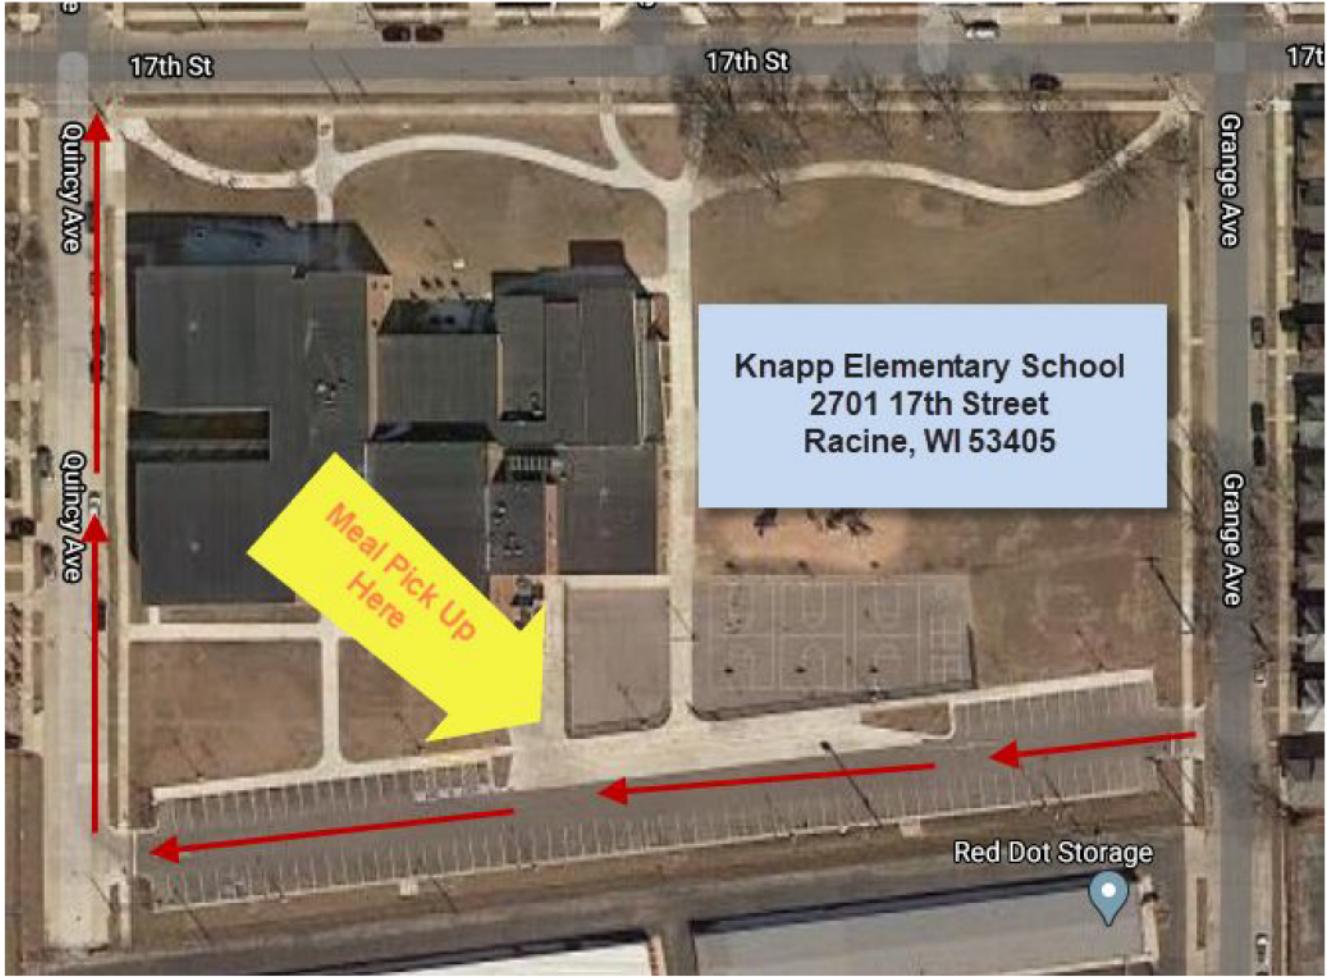 e
17th St
17th St
17t
Quincy Ave
Grange Ave
Knapp Elementary School
2701 17th Street
Racine, WI 53405
Quincy Ave
Grange Ave
Meal Pick Up
Here
Red Dot Storage